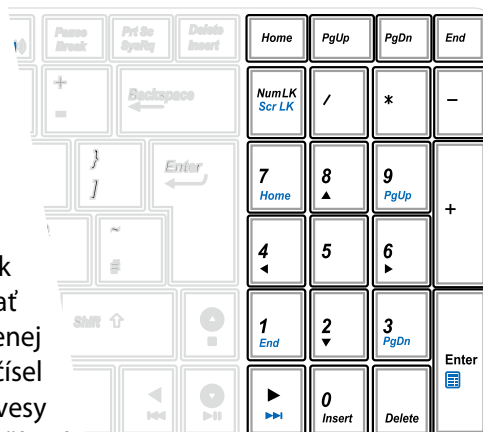 Pause Break
Prt Sc SysRq
Delete Insert
Home
PgUp
PgDn
End
+ =
Backspace
NumLK Scr LK
/
*
-
} ]
Enter
7 Home
8
9 PgUp
+
~ #
4
5
6
Shift
1 End
2
3 PgDn
Enter
0 Insert
Delete
k
ať
enej
čísel
vesy